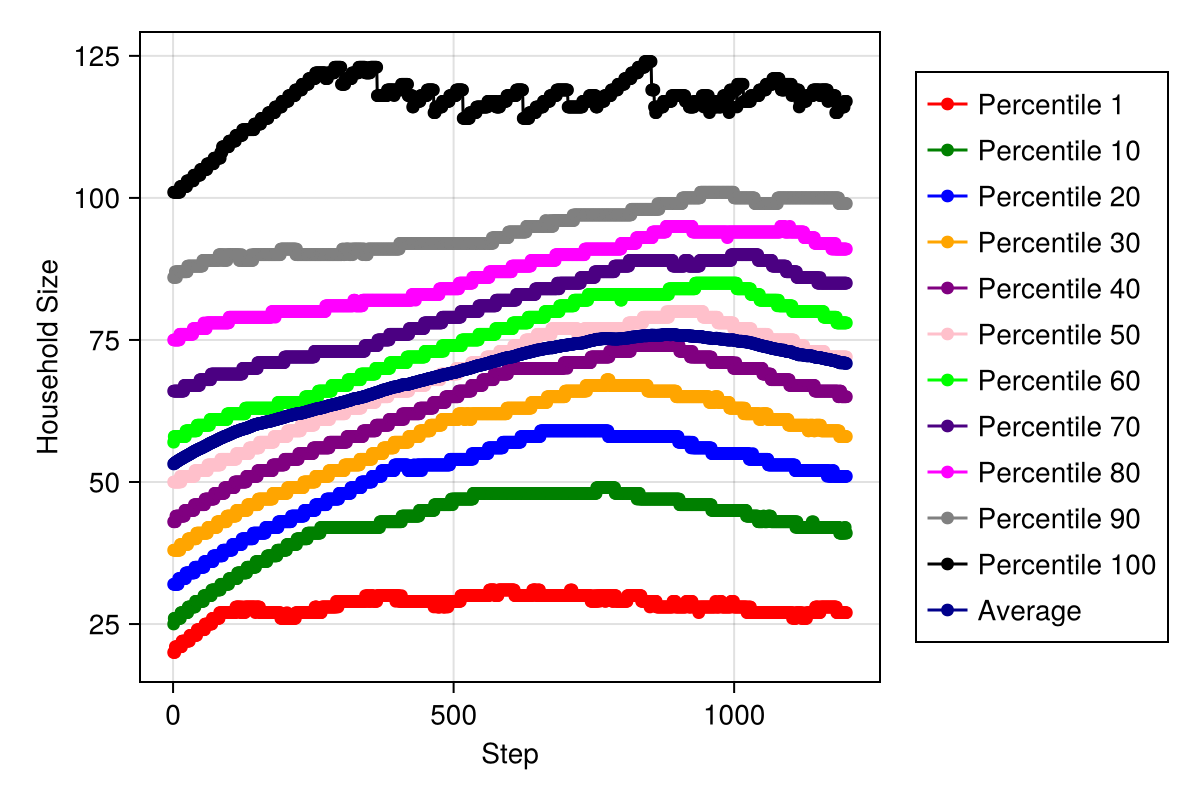 125
100
75
50
25
0
500
1000
Household Size
Step
Percentile 1
Percentile 10
Percentile 20
Percentile 30
Percentile 40
Percentile 50
Percentile 60
Percentile 70
Percentile 80
Percentile 90
Percentile 100
Average